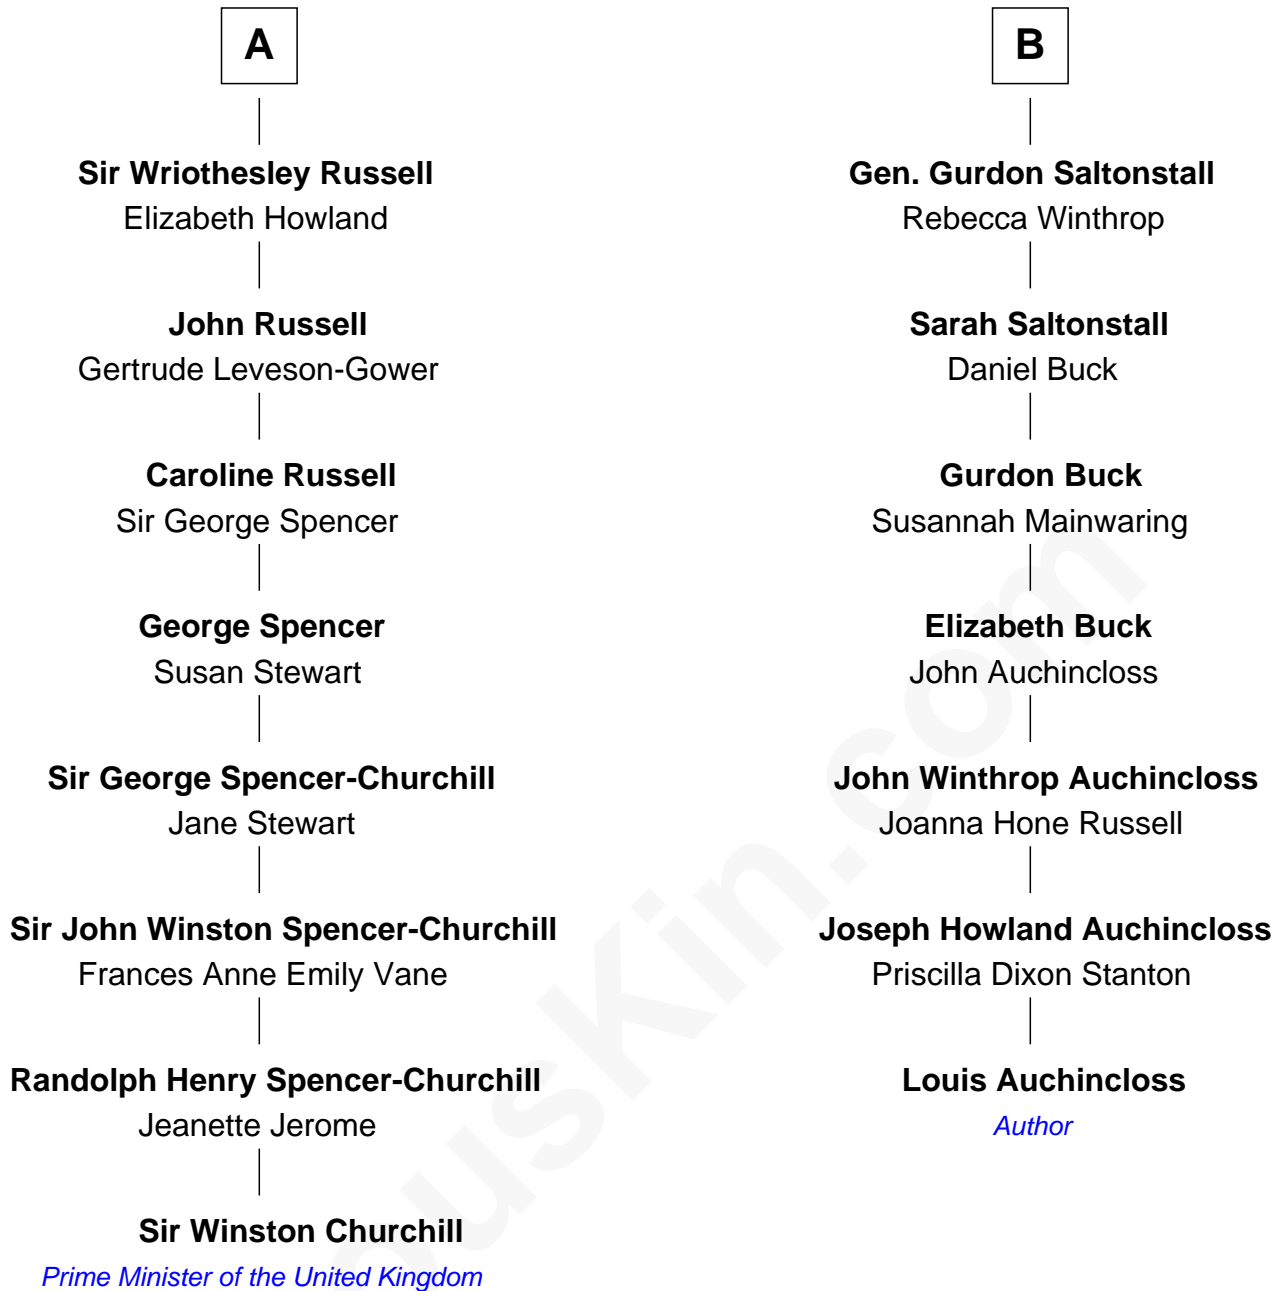 A
Sir Wriothesley Russell
Elizabeth Howland
John Russell
Gertrude Leveson-Gower
Caroline Russell
Sir George Spencer
George Spencer
Susan Stewart
Sir George Spencer-Churchill
Jane Stewart
Sir John Winston Spencer-Churchill
Frances Anne Emily Vane
Randolph Henry Spencer-Churchill
Jeanette Jerome
Sir Winston Churchill
Prime Minister of the United Kingdom
B
Gen. Gurdon Saltonstall
Rebecca Winthrop
Sarah Saltonstall
Daniel Buck
Gurdon Buck
Susannah Mainwaring
Elizabeth Buck
John Auchincloss
John Winthrop Auchincloss
Joanna Hone Russell
Joseph Howland Auchincloss
Priscilla Dixon Stanton
Louis Auchincloss
Author